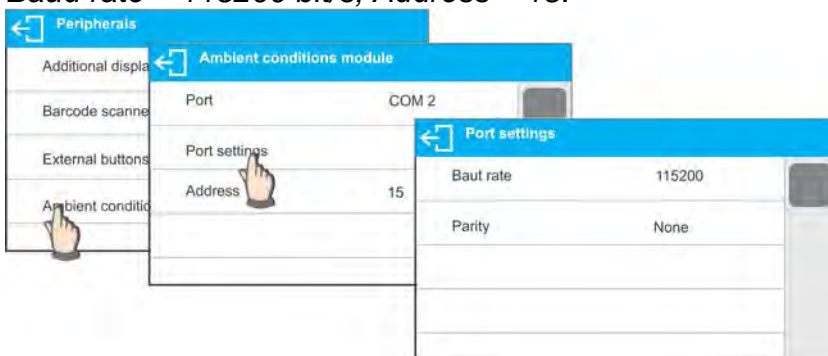 Baud rate – 115200 bit/s, Address – 15.
Peripherals
Additional displa
Barcode scanne
External buttons
Ambient conditio
Ambient conditions module
Port COM 2
Port settings
Address 15
Port settings
Baut rate 115200
Parity None